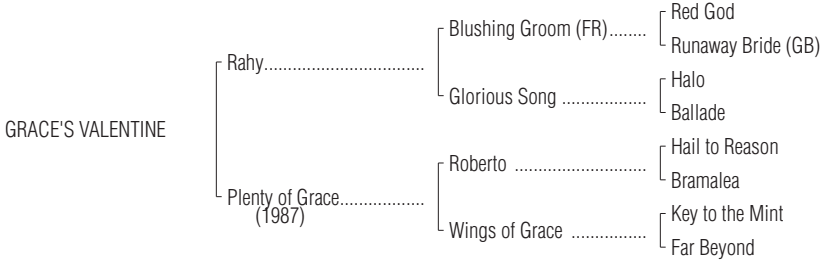 Red God
Blushing Groom (FR)........
Runaway Bride (GB)
Rahy..................................
Halo
Glorious Song ...................
Ballade
GRACE'S VALENTINE
Hail to Reason
Roberto .............................
Bramalea
Plenty of Grace..................
(1987)
Key to the Mint
Wings of Grace .................
Far Beyond